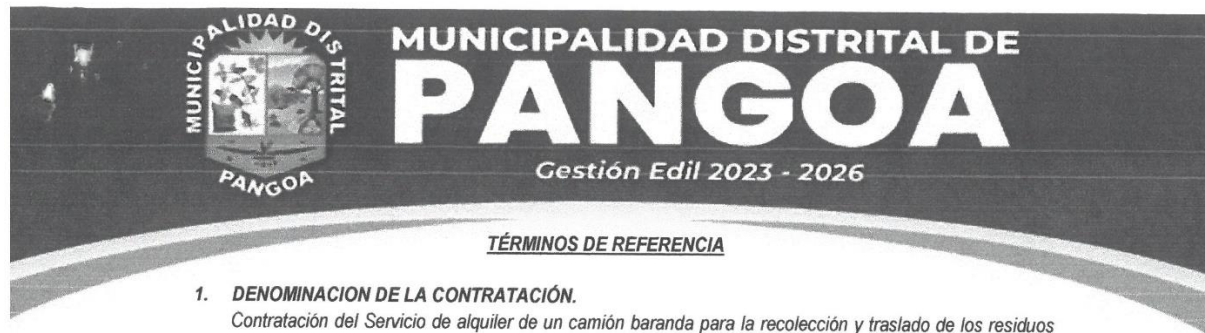 MUNICIPALIDAD DISTRITAL
PANGOA
MUNICIPALIDAD DISTRITAL DE
PANGOA
Gestión Edil 2023 - 2026
TÉRMINOS DE REFERENCIA
1. DENOMINACION DE LA CONTRATACIÓN.
Contratación del Servicio de alquiler de un camión baranda para la recolección y traslado de los residuos